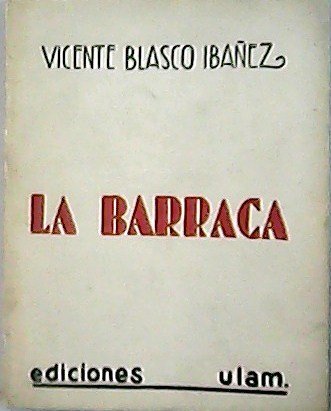 VICENTE BLASCO IBAÑEZ
LA BARRACA
ediciones ulam.